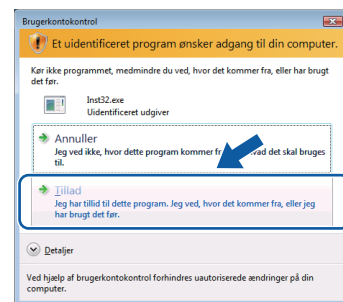 Brugerkontokontrol
Et uidentificeret program ønsker adgang til din computer.
Kør ikke programmet, medmindre du ved, hvor det kommer fra, eller har brugt
det før.
Inst32.exe
Uidentificeret udgiver
Annuller
Jeg ved ikke, hvor dette program kommer fr vad det skal bruges
til.
Tillad
Jeg har tillid til dette program. Jeg ved, hvor det kommer fra, eller jeg
har brugt det før.
Detaljer
Ved hjælp af brugerkontokontrol forhindres uautoriserede ændringer på din
computer.